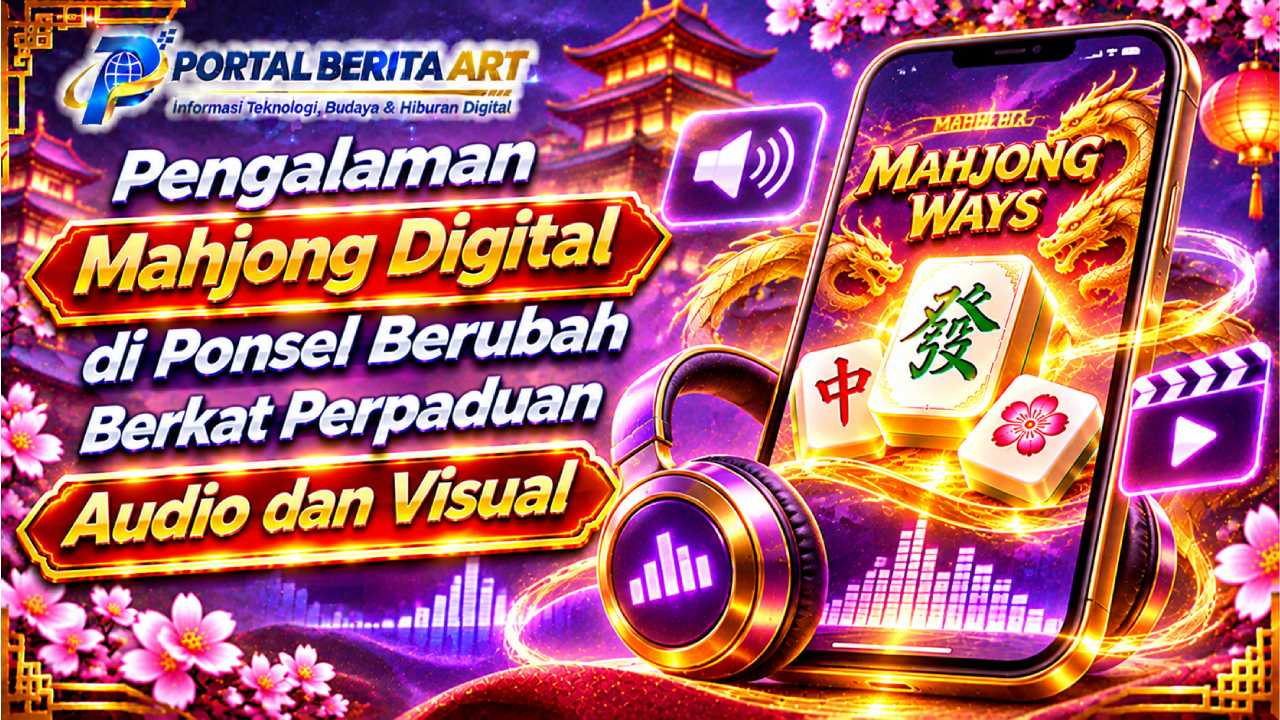 PORTAL BERITA ART
Informasi Teknologi, Budaya & Hiburan Digital
Pengalaman
Mahjong Digital
di Ponsel Berubah
Berkat Perpaduan
Audio dan Visual
MAHJONG
WAYS
發
中